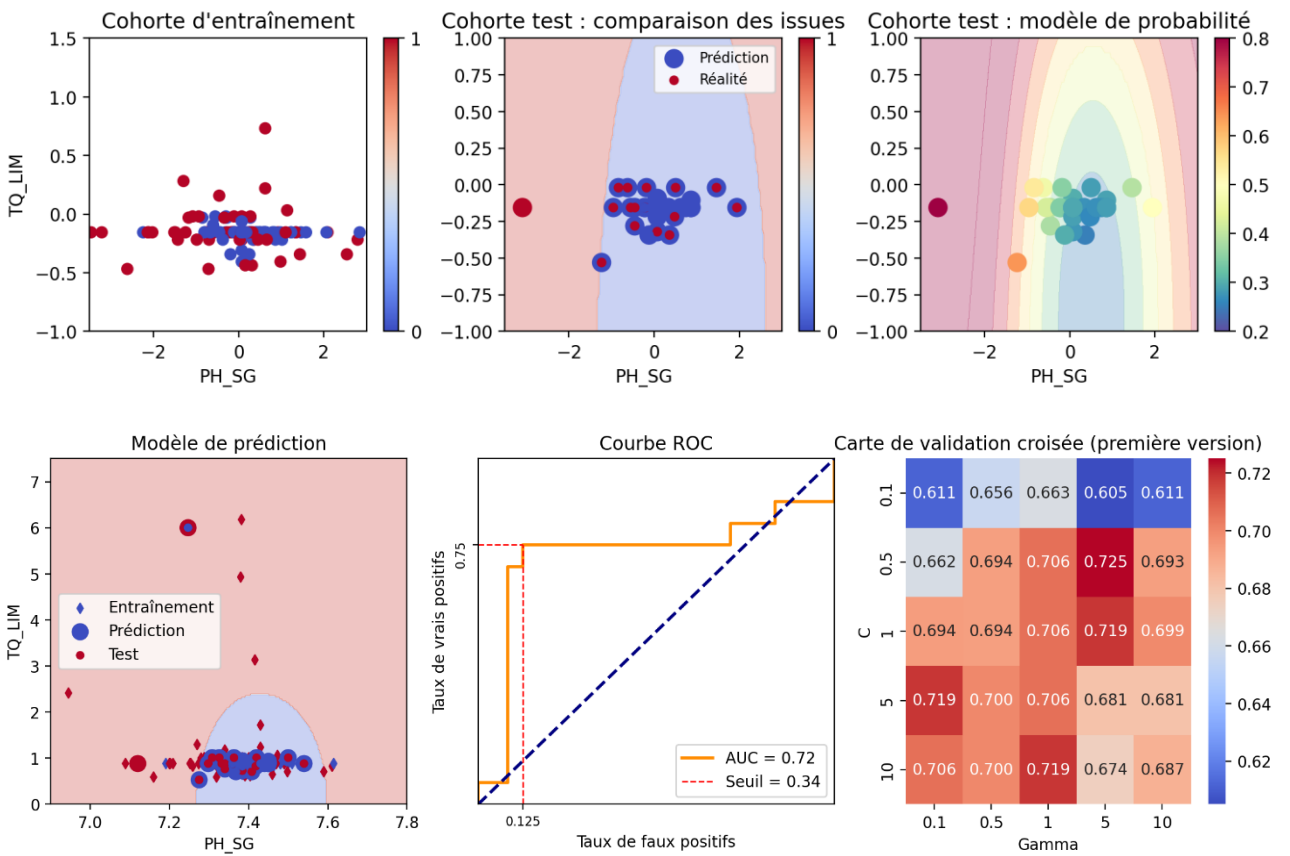 Cohorte d'entraînement
1.5
1.0
0.5
0.0
−0.5
−1.0
TQ_LIM
−2
0
2
PH_SG
1
0
Cohorte test : comparaison des issues
1.00
0.75
0.50
0.25
0.00
−0.25
−0.50
−0.75
−1.00
Prédiction
Réalité
−2
0
2
PH_SG
1
0
Cohorte test : modèle de probabilité
1.00
0.75
0.50
0.25
0.00
−0.25
−0.50
−0.75
−1.00
−2
0
2
PH_SG
0.8
0.7
0.6
0.5
0.4
0.3
0.2
Modèle de prédiction
7
6
5
4
3
2
1
0
TQ_LIM
Entraînement
Prédiction
Test
7.0
7.2
7.4
7.6
7.8
PH_SG
Courbe ROC
0.75
Taux de vrais positifs
AUC = 0.72
Seuil = 0.34
0.125
Taux de faux positifs
Carte de validation croisée (première version)
0.1 0.611 0.656 0.663 0.605 0.611
0.5 0.662 0.694 0.706 0.725 0.693
C
1 0.694 0.694 0.706 0.719 0.699
5 0.719 0.700 0.706 0.681 0.681
10 0.706 0.700 0.719 0.674 0.687
0.1 0.5 1 5 10
Gamma
0.72
0.70
0.68
0.66
0.64
0.62